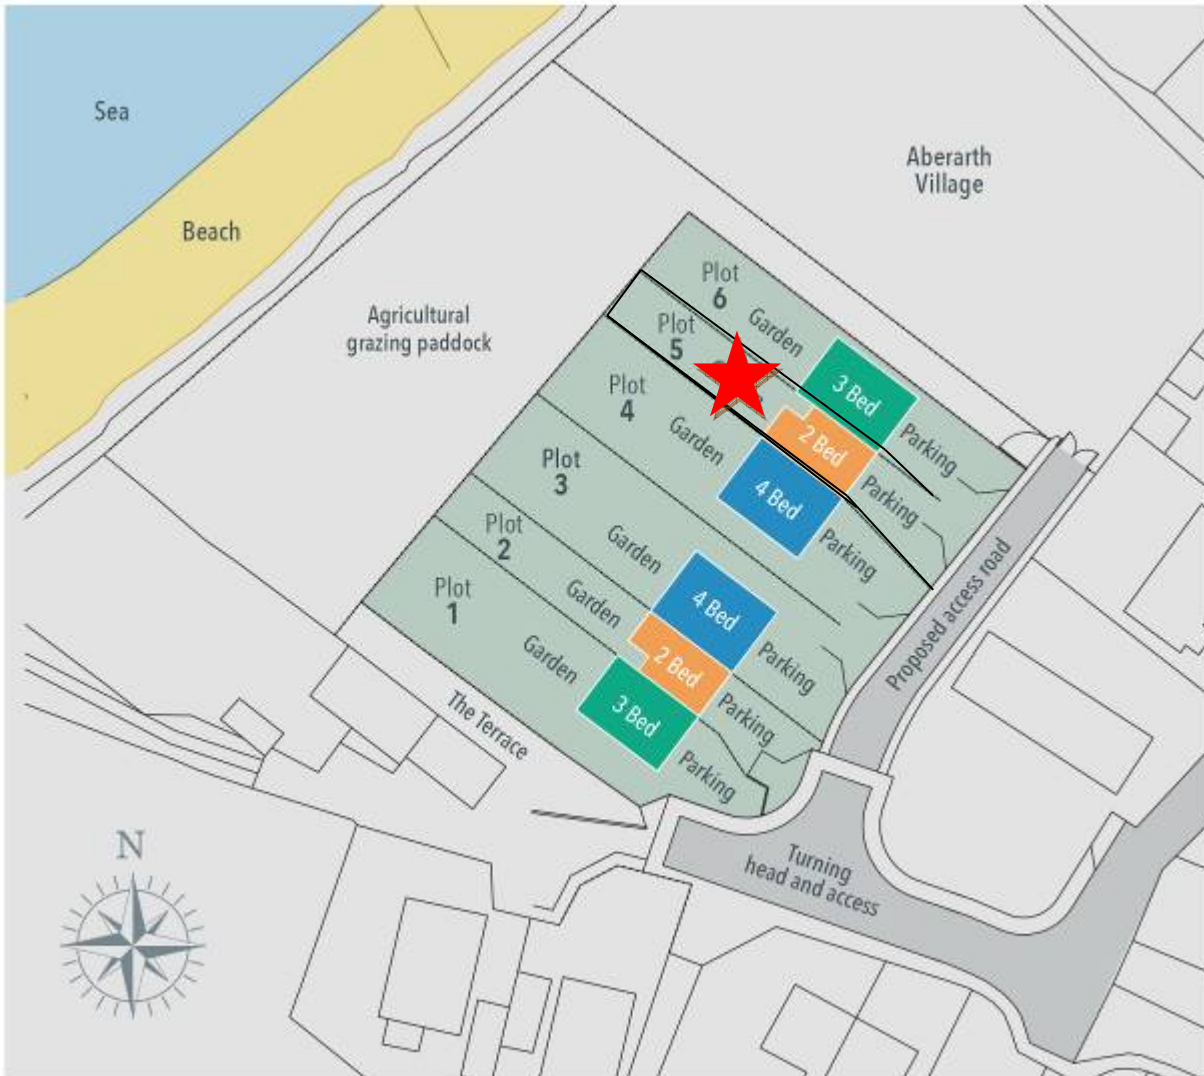 Sea
Beach
Aberarth
Village
Agricultural
grazing paddock
Plot
6
Garden
3 Bed
Parking
Plot
5
2 Bed
Parking
Plot
4
Garden
4 Bed
Parking
Plot
3
Garden
4 Bed
Parking
Plot
2
Garden
2 Bed
Parking
Plot
1
Garden
3 Bed
Parking
The Terrace
Proposed access road
Turning
head and access
N